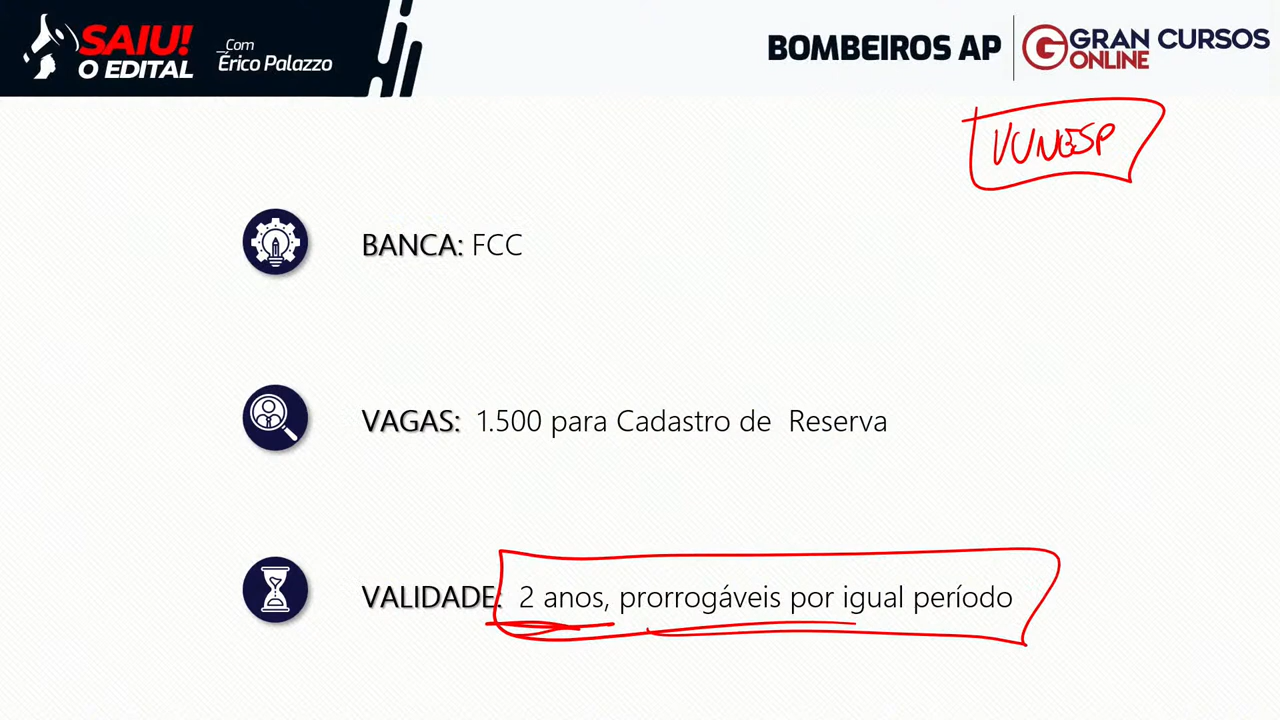 SAIU!
O EDITAL
_Com
Érico Palazzo
BOMBEIROS AP
GRAN CURSOS
ONLINE
VUNESP
BANCA: FCC
VAGAS: 1.500 para Cadastro de Reserva
VALIDADE: 2 anos, prorrogáveis por igual período